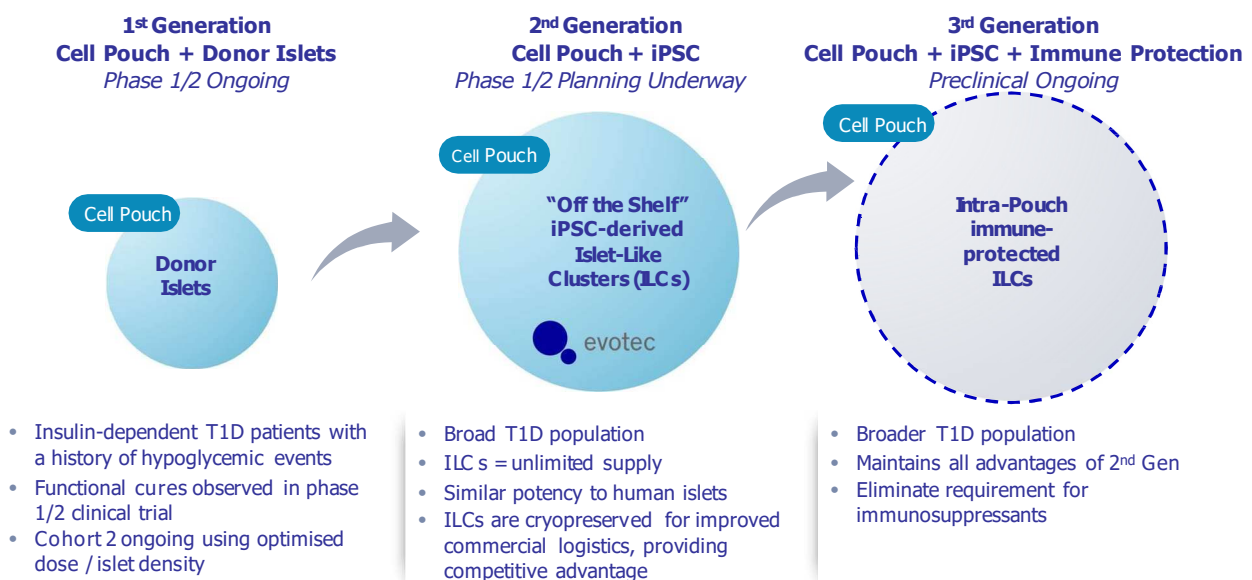 1st Generation
Cell Pouch + Donor Islets
Phase 1/2 Ongoing
Cell Pouch
Donor
Islets
• Insulin-dependent T1D patients with
a history of hypoglycemic events
• Functional cures observed in phase
1/2 clinical trial
• Cohort 2 ongoing using optimised
dose / islet density
2nd Generation
Cell Pouch + iPSC
Phase 1/2 Planning Underway
Cell Pouch
“Off the Shelf”
iPSC-derived
Islet-Like
Clusters (ILCs)
evotec
• Broad T1D population
• ILCs = unlimited supply
• Similar potency to human islets
• ILCs are cryopreserved for improved
commercial logistics, providing
competitive advantage
3rd Generation
Cell Pouch + iPSC + Immune Protection
Preclinical Ongoing
Cell Pouch
Intra-Pouch
immune-
protected
ILCs
• Broader T1D population
• Maintains all advantages of 2nd Gen
• Eliminate requirement for
immunosuppressants